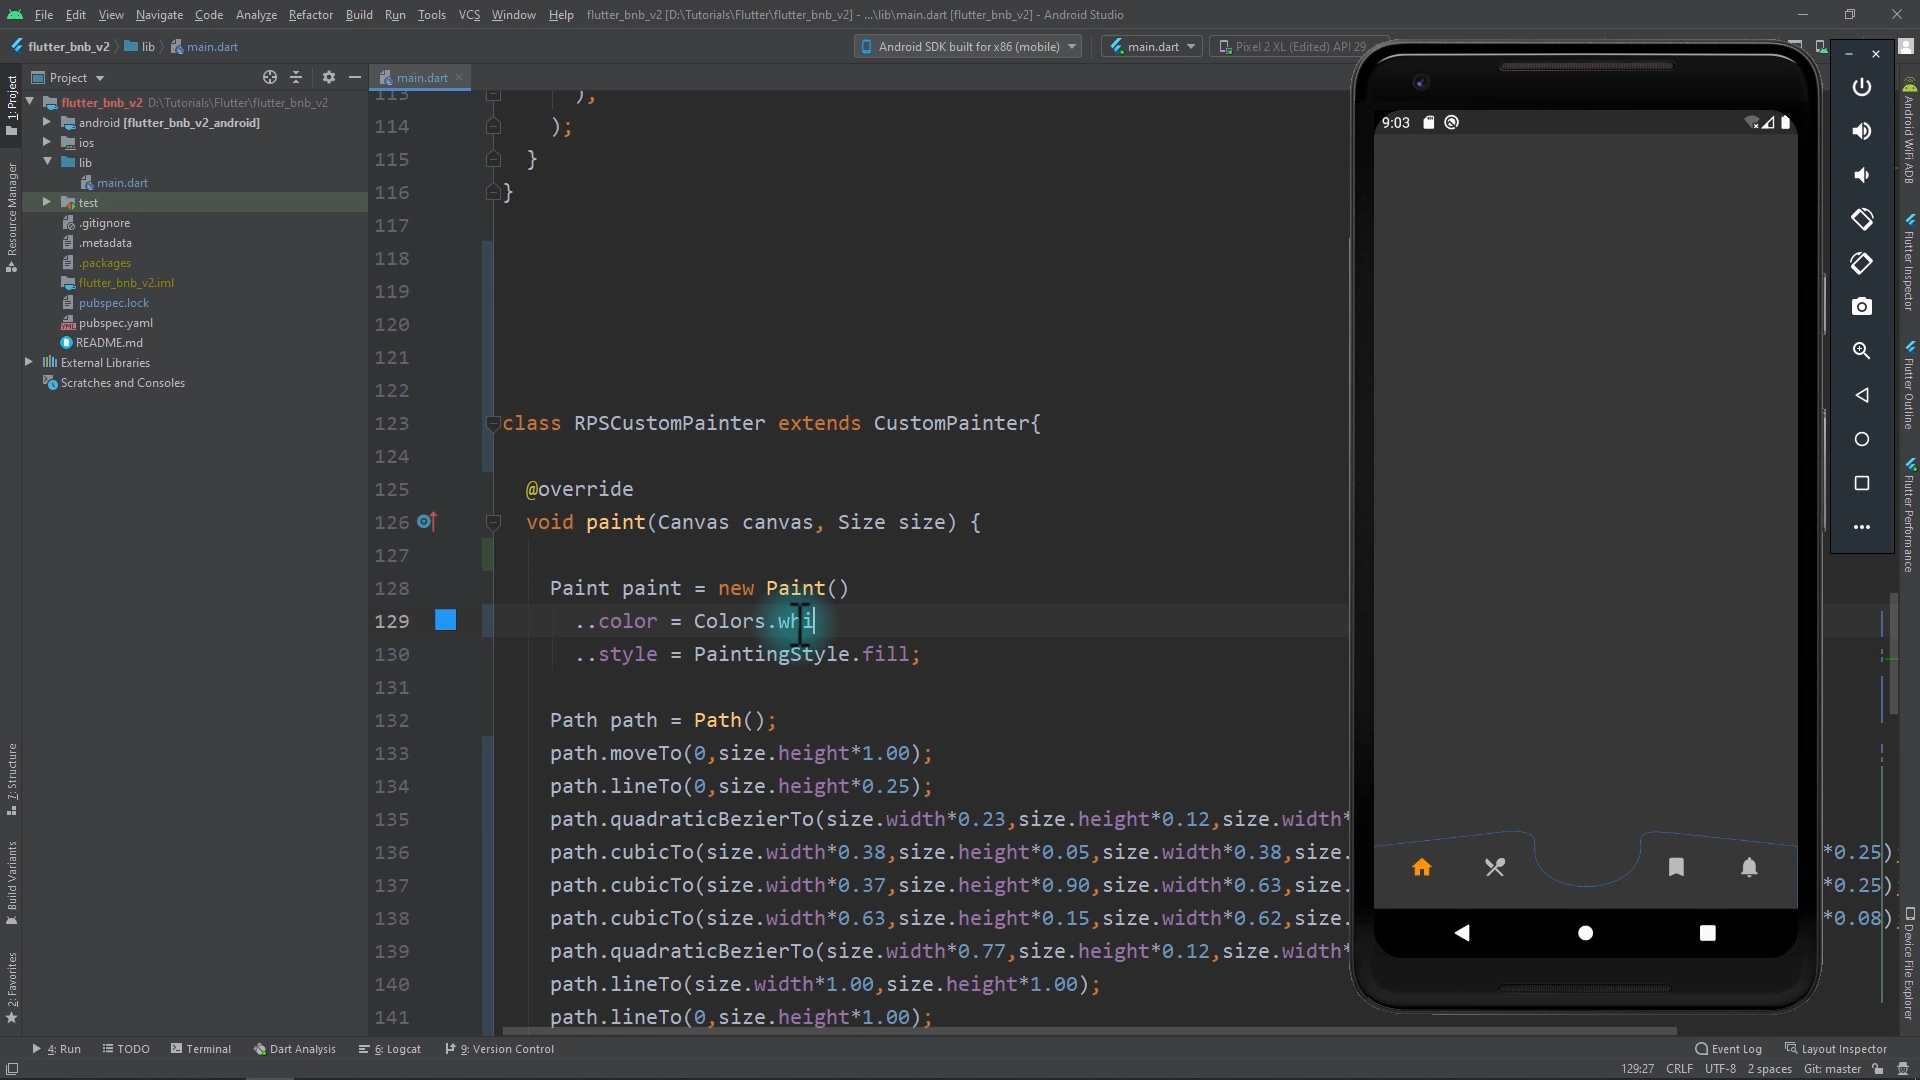 File Edit View Navigate Code Analyze Refactor Build Run Tools VCS Window Help flutter_bnb_v2 [D:\Tutorials\Flutter\flutter_bnb_v2] - ...\lib\main.dart [flutter_bnb_v2] - Android Studio
flutter_bnb_v2 lib main.dart Android SDK built for x86 (mobile) main.dart Pixel 2 XL (Edited) API 29
Project main.dart
flutter_bnb_v2 D:\Tutorials\Flutter\flutter_bnb_v2
android [flutter_bnb_v2_android]
ios
lib
main.dart
test
.gitignore
.metadata
.packages
flutter_bnb_v2.iml
pubspec.lock
pubspec.yaml
README.md
External Libraries
Scratches and Consoles
1: Project
Resource Manager
7: Structure
Build Variants
2: Favorites
113 ),
114 );
115 }
116 }
117
118
119
120
121
122
123 class RPSCustomPainter extends CustomPainter{
124
125 @override
126 void paint(Canvas canvas, Size size) {
127
128 Paint paint = new Paint()
129 ..color = Colors.whi
130 ..style = PaintingStyle.fill;
131
132 Path path = Path();
133 path.moveTo(0,size.height*1.00);
134 path.lineTo(0,size.height*0.25);
135 path.quadraticBezierTo(size.width*0.23,size.height*0.12,size.width*
136 path.cubicTo(size.width*0.38,size.height*0.05,size.width*0.38,size. *0.25)
137 path.cubicTo(size.width*0.37,size.height*0.90,size.width*0.63,size. *0.25)
138 path.cubicTo(size.width*0.63,size.height*0.15,size.width*0.62,size. *0.08)
139 path.quadraticBezierTo(size.width*0.77,size.height*0.12,size.width*
140 path.lineTo(size.width*1.00,size.height*1.00);
141 path.lineTo(0,size.height*1.00);
9:03
Android WiFi ADB
Flutter Inspector
Flutter Outline
Flutter Performance
Device File Explorer
4: Run TODO Terminal Dart Analysis 6: Logcat 9: Version Control Event Log Layout Inspector
129:27 CRLF UTF-8 2 spaces Git: master